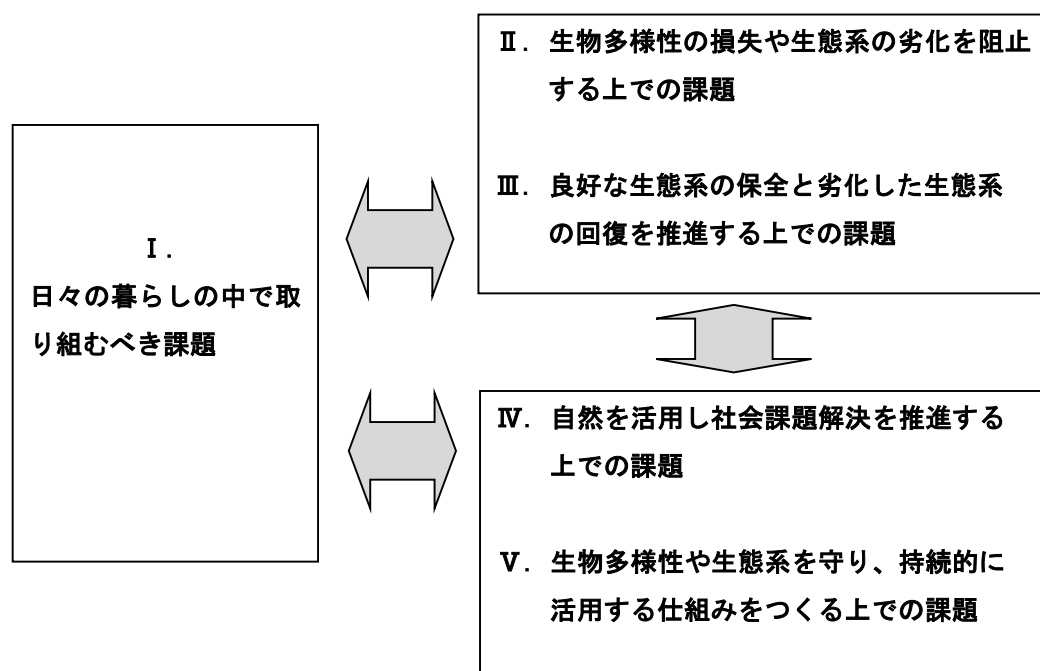 Ⅰ．
日々の暮らしの中で取
り組むべき課題
Ⅱ．生物多様性の損失や生態系の劣化を阻止
する上での課題
Ⅲ．良好な生態系の保全と劣化した生態系
の回復を推進する上での課題
Ⅳ．自然を活用し社会課題解決を推進する
上での課題
Ⅴ．生物多様性や生態系を守り、持続的に
活用する仕組みをつくる上での課題